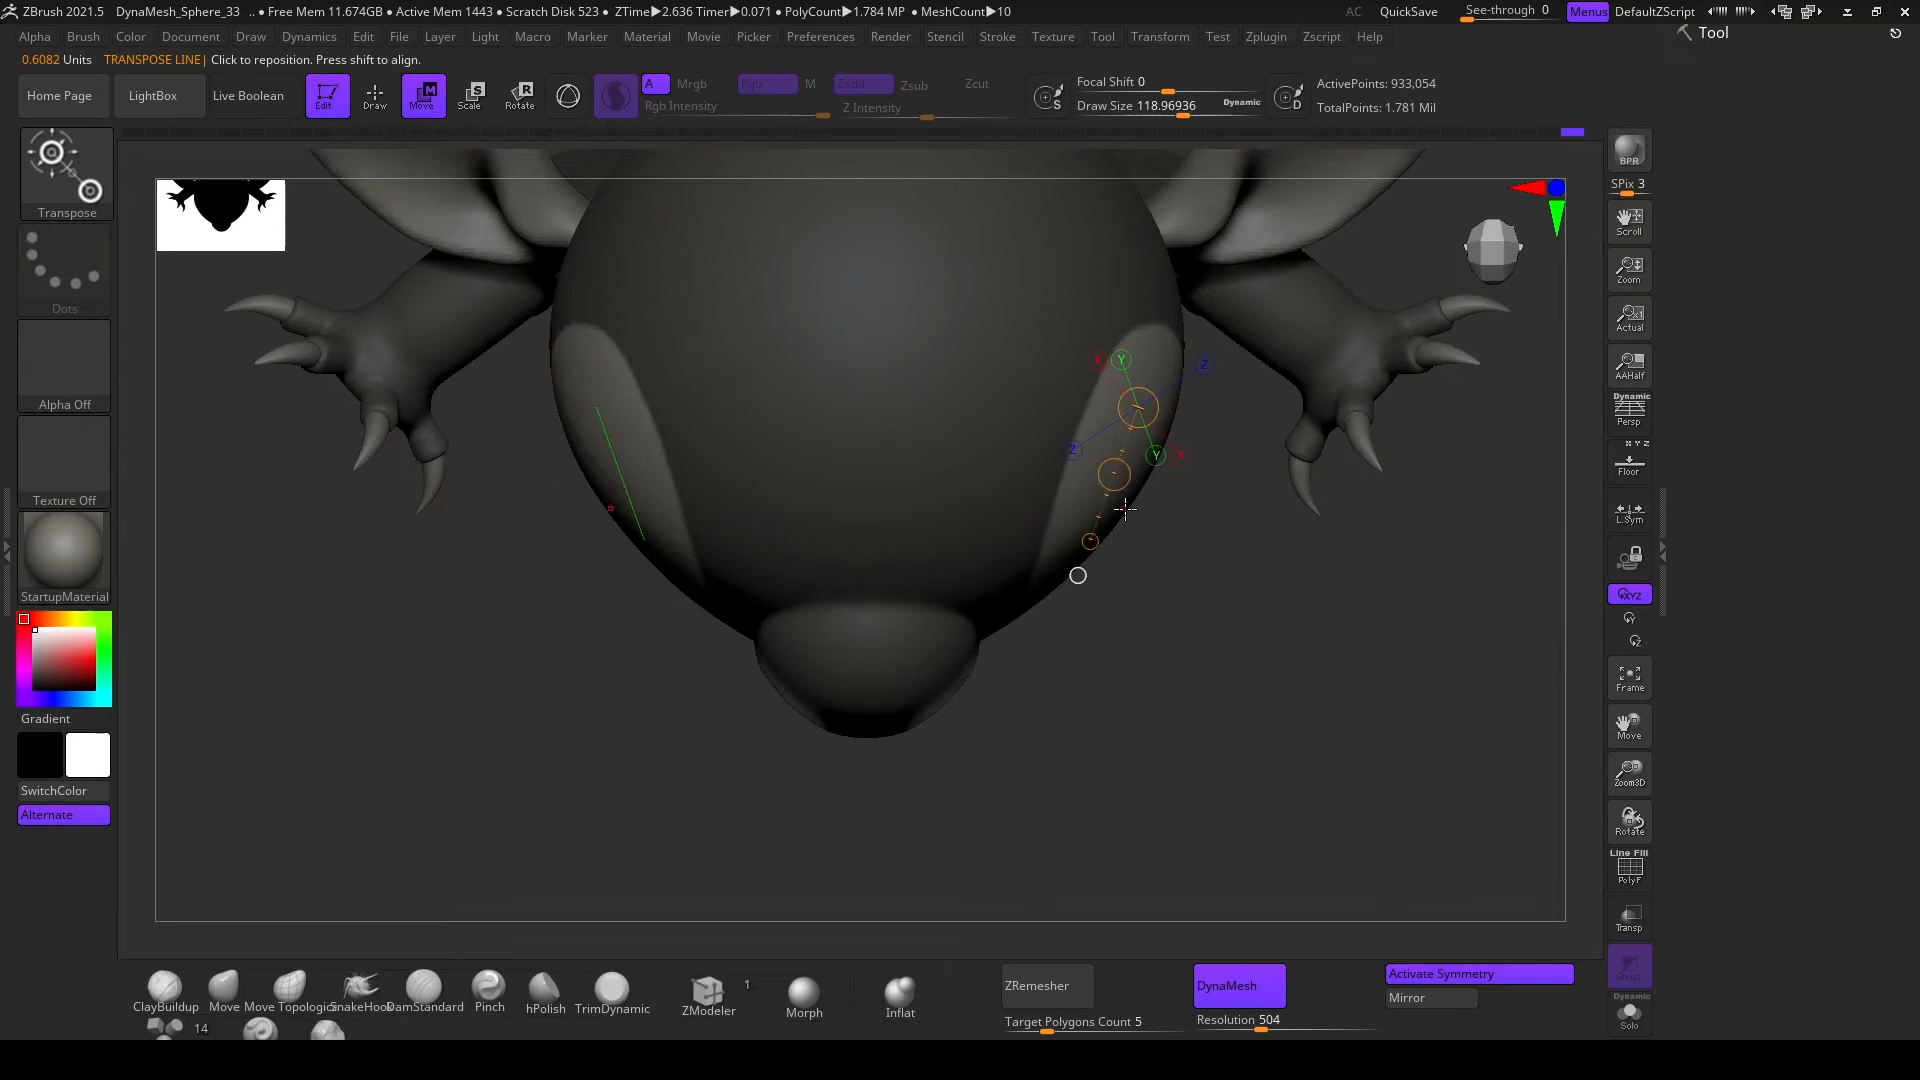 ZBrush 2021.5 DynaMesh_Sphere_33 .. • Free Mem 11.674GB • Active Mem 1443 • Scratch Disk 523 • ZTime▶2.636 Timer▶0.071 • PolyCount▶1.784 MP • MeshCount▶10 AC QuickSave See-through 0 Menus DefaultZScript
Alpha Brush Color Document Draw Dynamics Edit File Layer Light Macro Marker Material Movie Picker Preferences Render Stencil Stroke Texture Tool Transform Test Zplugin Zscript Help
Tool
0.6082 Units TRANSPOSE LINE| Click to reposition. Press shift to align.
Home Page LightBox Live Boolean Edit Draw Move Scale Rotate
A Mrgb Rgb M Zadd Zsub Zcut
Rgb Intensity Z Intensity
S Focal Shift 0
Draw Size 118.96936 Dynamic D
ActivePoints: 933,054
TotalPoints: 1.781 Mil
Transpose
Dots
Alpha Off
Texture Off
StartupMaterial
Gradient
SwitchColor
Alternate
Y Z
Z Y
BPR
SPix 3
Scroll
Zoom
Actual
AAHalf
Dynamic
Persp
X Y Z
Floor
L.Sym
XYZ
Y
Z
Frame
Move
Zoom3D
Rotate
Line Fill
PolyF
Transp
Ghost
Dynamic
Solo
ClayBuildup Move Move Topologic SnakeHook DamStandard Pinch hPolish TrimDynamic
14
ZModeler 1 Morph Inflat
ZRemesher
Target Polygons Count 5
DynaMesh
Resolution 504
Activate Symmetry
Mirror